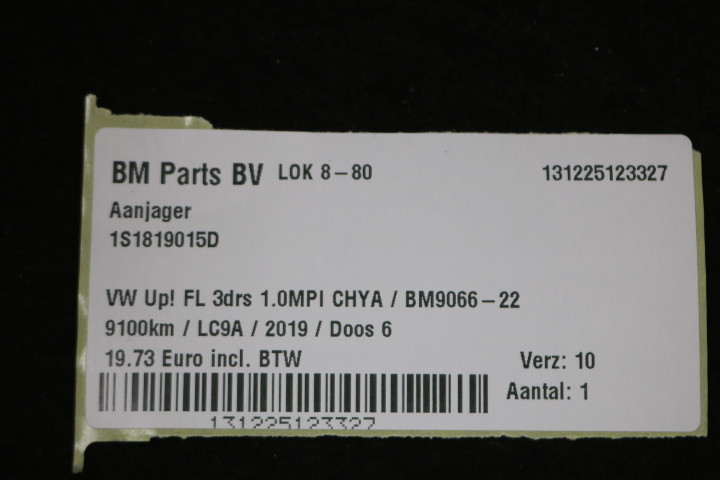 BM Parts BV LOK 8-80 131225123327
Aanjager
1S1819015D
VW Up! FL 3drs 1.0MPI CHYA / BM9066-22
9100km / LC9A / 2019 / Doos 6
19.73 Euro incl. BTW Verz: 10
Aantal: 1
131225123327